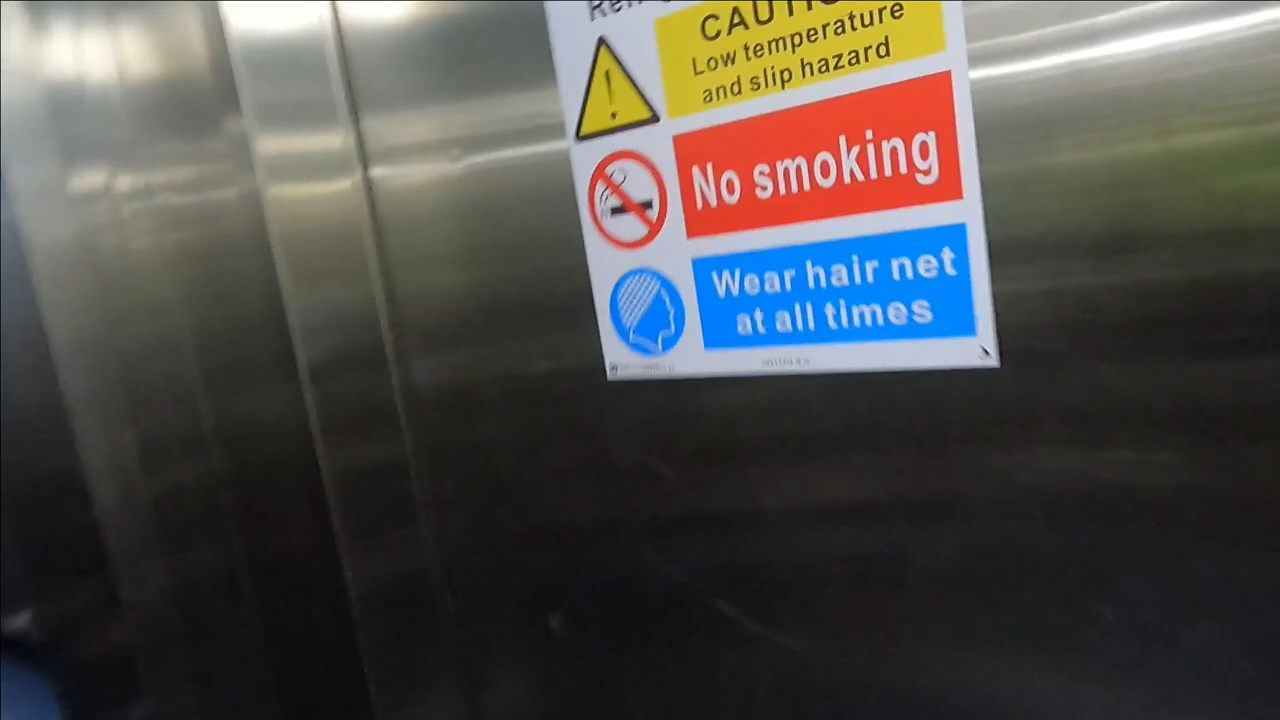 CAUTION
Low temperature
and slip hazard
No smoking
Wear hair net
at all times